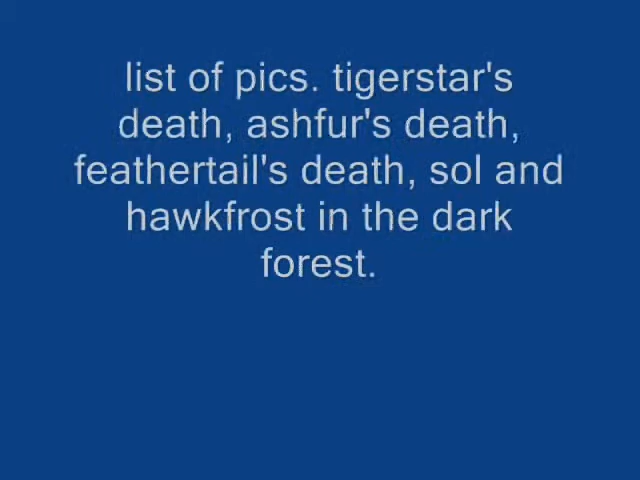 list of pics. tigerstar's
death, ashfur's death,
feathertail's death, sol and
hawkfrost in the dark
forest.